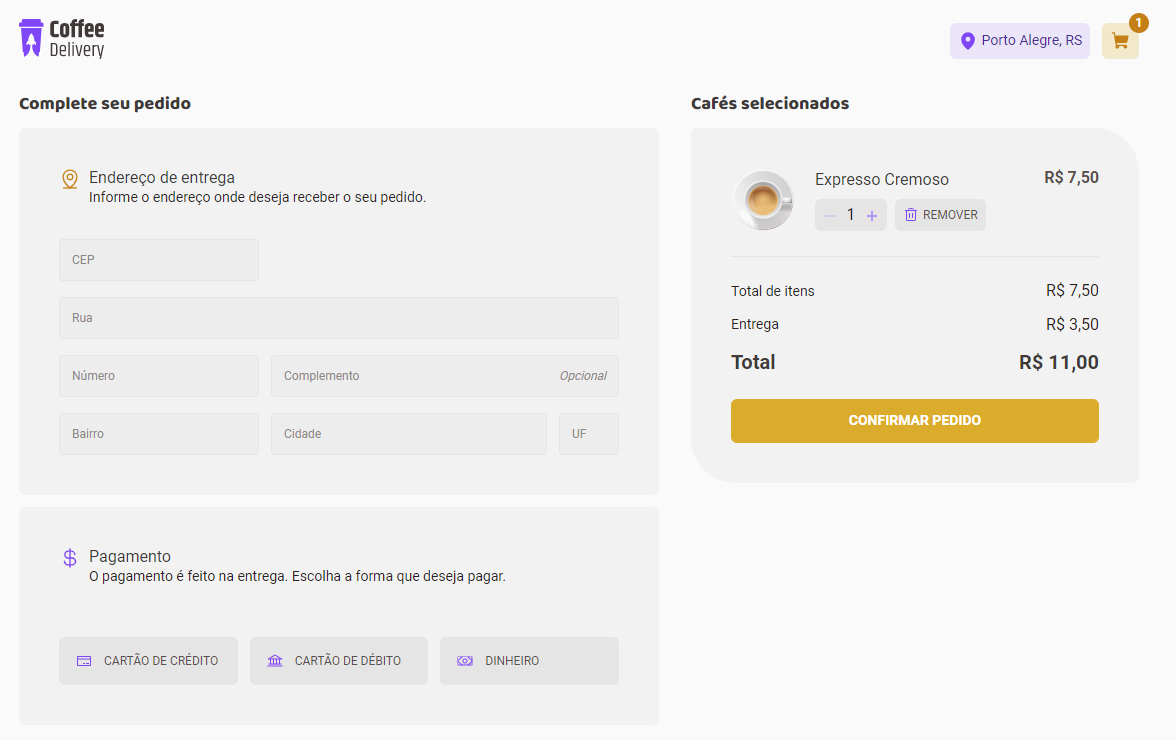 Coffee
Delivery
Porto Alegre, RS
1
Complete seu pedido
Endereço de entrega
Informe o endereço onde deseja receber o seu pedido.
CEP
Rua
Número
Complemento Opcional
Bairro Cidade UF
Pagamento
O pagamento é feito na entrega. Escolha a forma que deseja pagar.
CARTÃO DE CRÉDITO CARTÃO DE DÉBITO DINHEIRO
Cafés selecionados
Expresso Cremoso R$ 7,50
− 1 + REMOVER
Total de itens R$ 7,50
Entrega R$ 3,50
Total R$ 11,00
CONFIRMAR PEDIDO